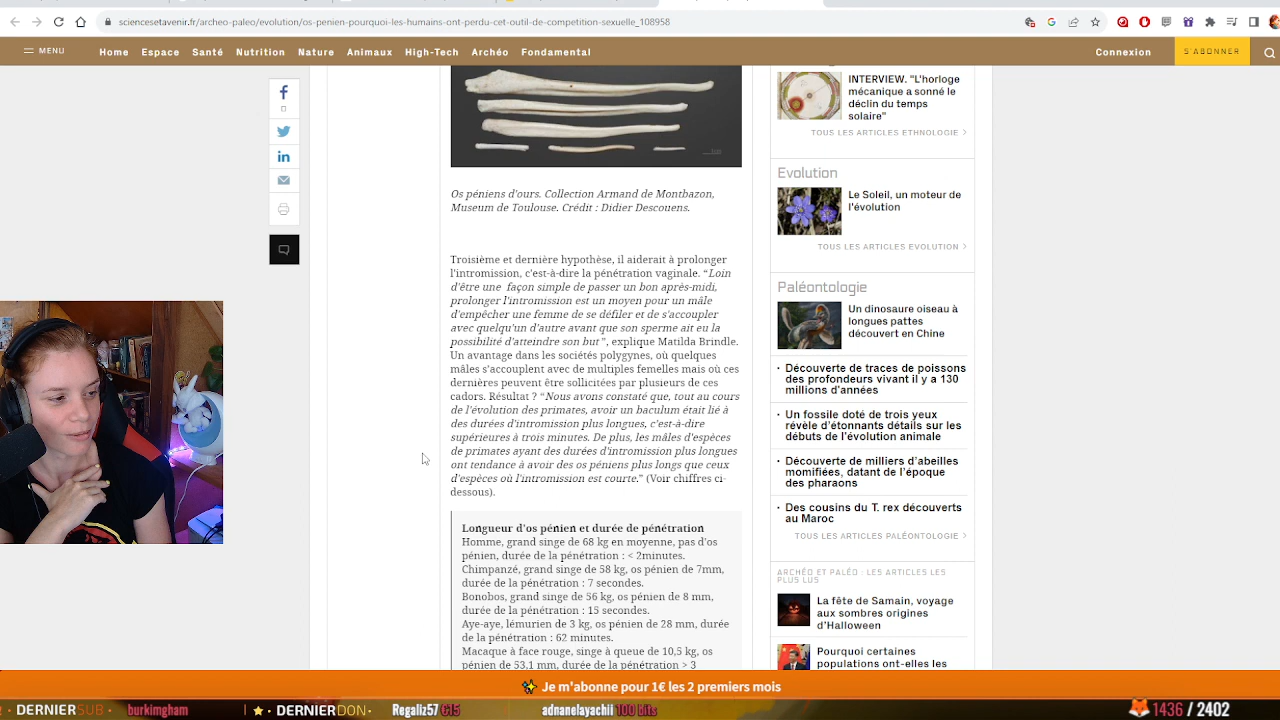 sciencesetavenir.fr/archeo-paleo/evolution/os-penien-pourquoi-les-humains-ont-perdu-cet-outil-de-competition-sexuelle_108958
MENU
Home Espace Santé Nutrition Nature Animaux High-Tech Archéo Fondamental
Connexion
S'ABONNER
0
Os péniens d'ours. Collection Armand de Montbazon,
Museum de Toulouse. Crédit : Didier Descouens.
Troisième et dernière hypothèse, il aiderait à prolonger
l'intromission, c'est-à-dire la pénétration vaginale. “Loin
d'être une façon simple de passer un bon après-midi,
prolonger l'intromission est un moyen pour un mâle
d'empêcher une femme de se défiler et de s'accoupler
avec quelqu'un d'autre avant que son sperme ait eu la
possibilité d'atteindre son but ”, explique Matilda Brindle.
Un avantage dans les sociétés polygynes, où quelques
mâles s'accouplent avec de multiples femelles mais où ces
dernières peuvent être sollicitées par plusieurs de ces
cadors. Résultat ? “Nous avons constaté que, tout au cours
de l'évolution des primates, avoir un baculum était lié à
des durées d'intromission plus longues, c'est-à-dire
supérieures à trois minutes. De plus, les mâles d'espèces
de primates ayant des durées d'intromission plus longues
ont tendance à avoir des os péniens plus longs que ceux
d'espèces où l'intromission est courte.” (Voir chiffres ci-
dessous).
Longueur d'os pénien et durée de pénétration
Homme, grand singe de 68 kg en moyenne, pas d'os
pénien, durée de la pénétration : < 2minutes.
Chimpanzé, grand singe de 58 kg, os pénien de 7mm,
durée de la pénétration : 7 secondes.
Bonobos, grand singe de 56 kg, os pénien de 8 mm,
durée de la pénétration : 15 secondes.
Aye-aye, lémurien de 3 kg, os pénien de 28 mm, durée
de la pénétration : 62 minutes.
Macaque à face rouge, singe à queue de 10,5 kg, os
pénien de 53,1 mm, durée de la pénétration > 3
INTERVIEW. "L'horloge
mécanique a sonné le
déclin du temps
solaire"
TOUS LES ARTICLES ETHNOLOGIE
Evolution
Le Soleil, un moteur de
l'évolution
TOUS LES ARTICLES EVOLUTION
Paléontologie
Un dinosaure oiseau à
longues pattes
découvert en Chine
Découverte de traces de poissons
des profondeurs vivant il y a 130
millions d'années
Un fossile doté de trois yeux
révèle d'étonnants détails sur les
débuts de l'évolution animale
Découverte de milliers d'abeilles
momifiées, datant de l'époque
des pharaons
Des cousins du T. rex découverts
au Maroc
TOUS LES ARTICLES PALÉONTOLOGIE
ARCHÉO ET PALÉO : LES ARTICLES LES
PLUS LUS
La fête de Samain, voyage
aux sombres origines
d'Halloween
Pourquoi certaines
populations ont-elles les
Je m'abonne pour 1€ les 2 premiers mois
DERNIERSUB burkimgham DERNIERDON Regaliz57 €15 adnanelayachii 100 bits 1436 / 2402